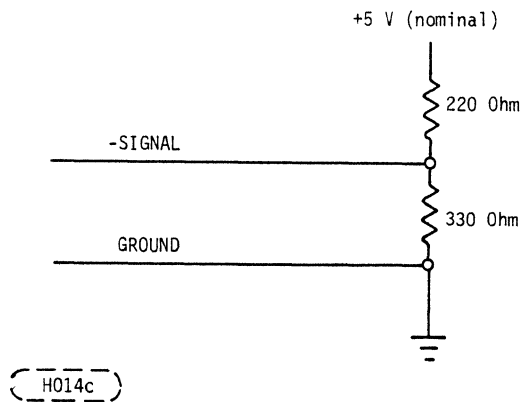 +5 V (nominal)
220 Ohm
-SIGNAL
330 Ohm
GROUND
H014c